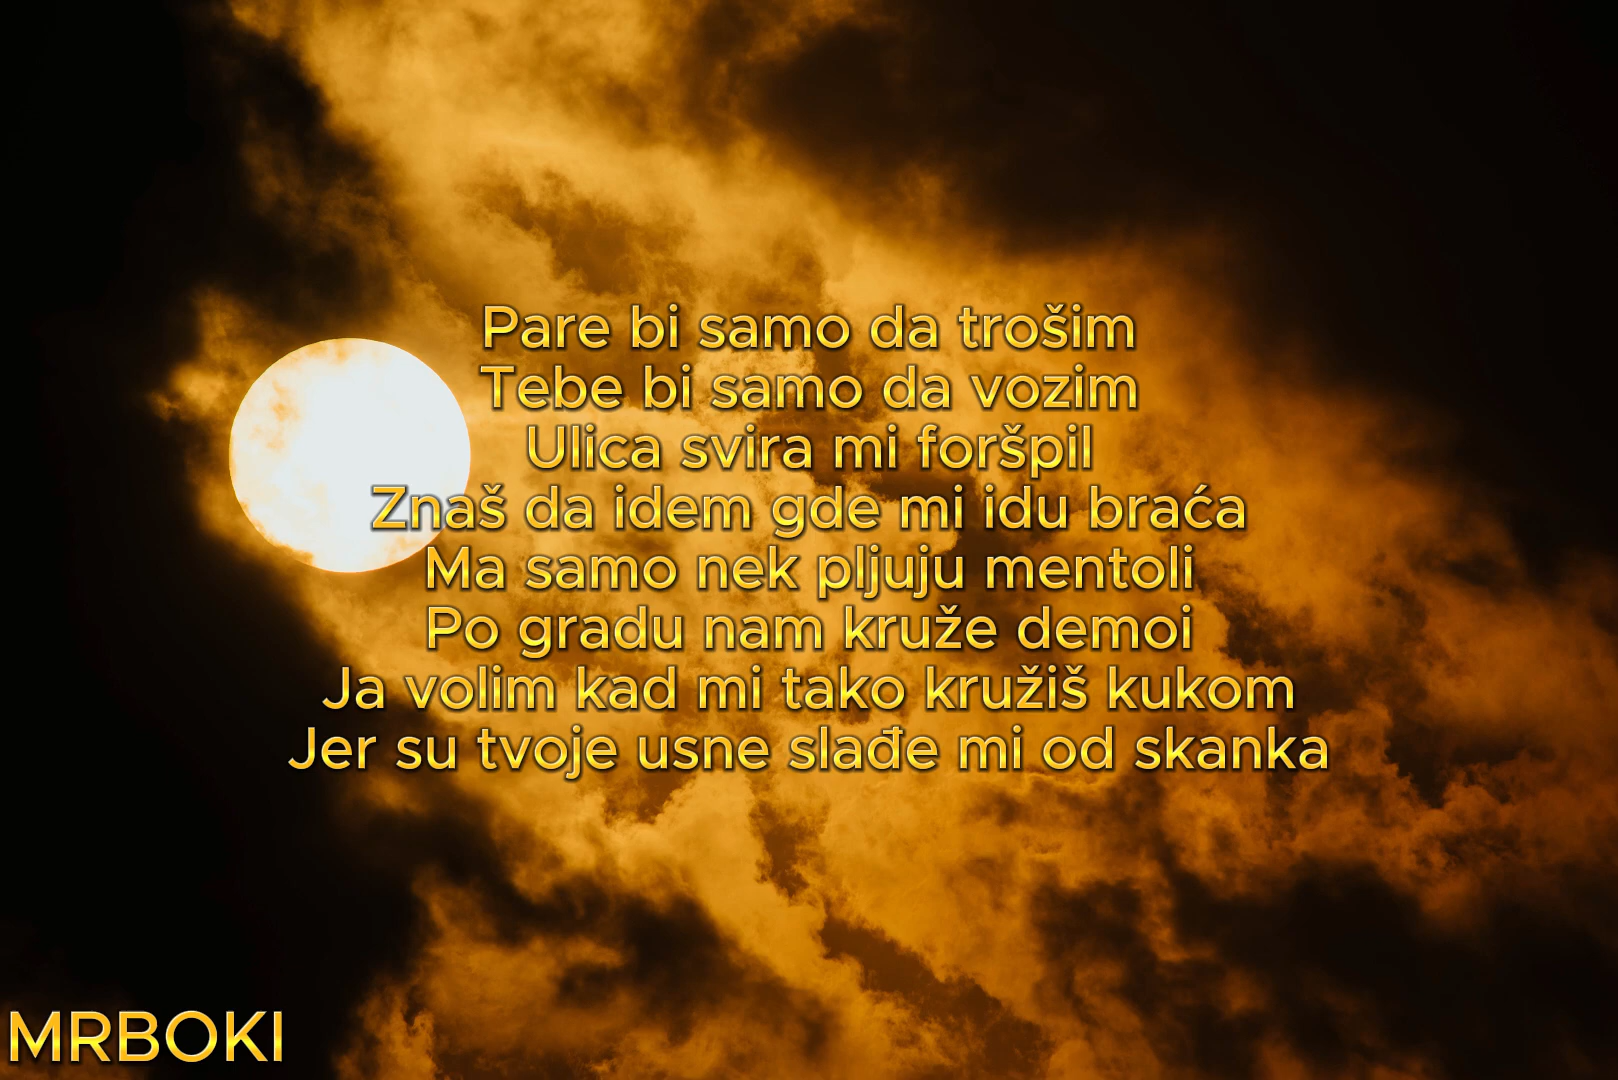 Pare bi samo da trošim
Tebe bi samo da vozim
Ulica svira mi foršpil
Znaš da idem gde mi idu braća
Ma samo nek pljuju mentoli
Po gradu nam kruže demoi
Ja volim kad mi tako kružiš kukom
Jer su tvoje usne slađe mi od skanka
MRBOKI